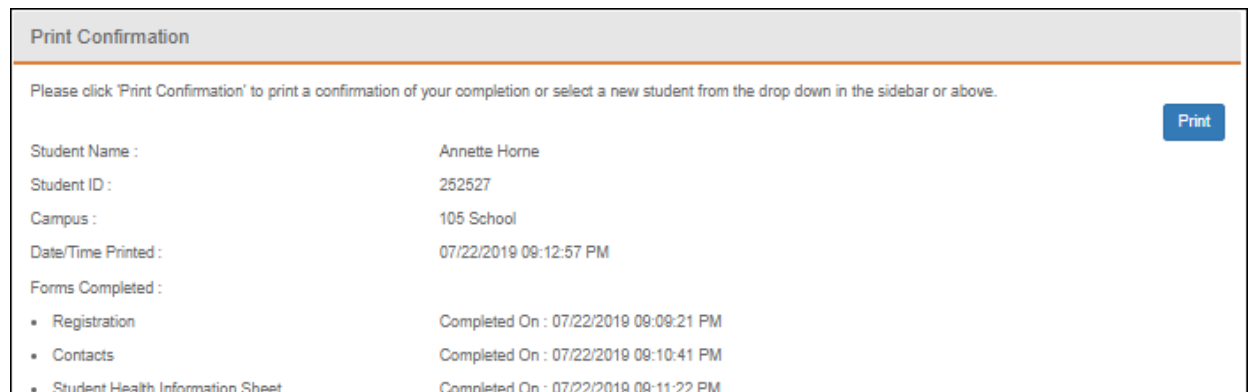 Print Confirmation
Please click 'Print Confirmation' to print a confirmation of your completion or select a new student from the drop down in the sidebar or above.
Print
Student Name : Annette Horne
Student ID : 252527
Campus : 105 School
Date/Time Printed : 07/22/2019 09:12:57 PM
Forms Completed :
• Registration Completed On : 07/22/2019 09:09:21 PM
• Contacts Completed On : 07/22/2019 09:10:41 PM
• Student Health Information Sheet Completed On : 07/22/2019 09:11:22 PM